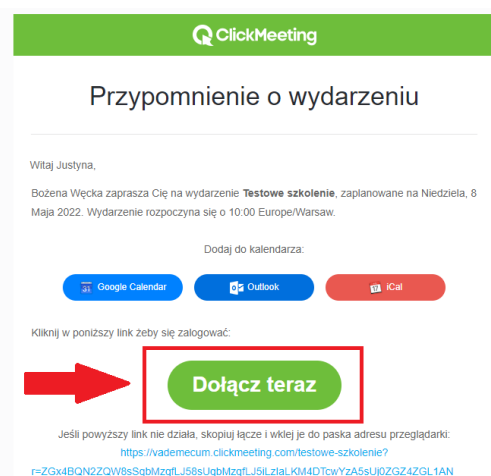 ClickMeeting
Przypomnienie o wydarzeniu
Witaj Justyna,
Bożena Węcka zaprasza Cię na wydarzenie Testowe szkolenie, zaplanowane na Niedziela, 8
Maja 2022. Wydarzenie rozpoczyna się o 10:00 Europe/Warsaw.
Dodaj do kalendarza:
Google Calendar
Outlook
iCal
Kliknij w poniższy link żeby się zalogować:
Dołącz teraz
Jeśli powyższy link nie działa, skopiuj łącze i wklej je do paska adresu przeglądarki:
https://vademecum.clickmeeting.com/testowe-szkolenie?